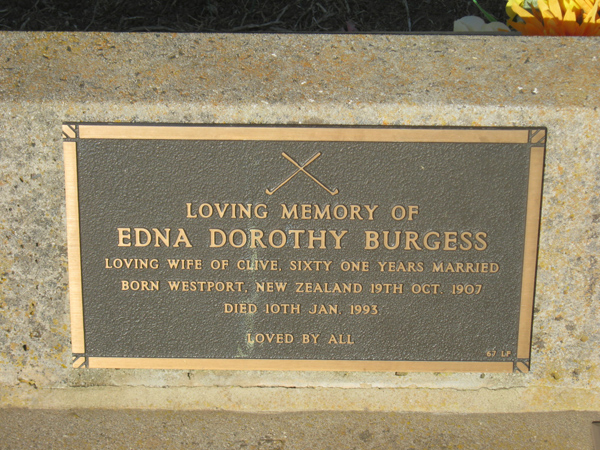 LOVING MEMORY OF
EDNA DOROTHY BURGESS
LOVING WIFE OF CLIVE, SIXTY ONE YEARS MARRIED
BORN WESTPORT, NEW ZEALAND 19TH OCT. 1907
DIED 10TH JAN. 1993
LOVED BY ALL
67 LP